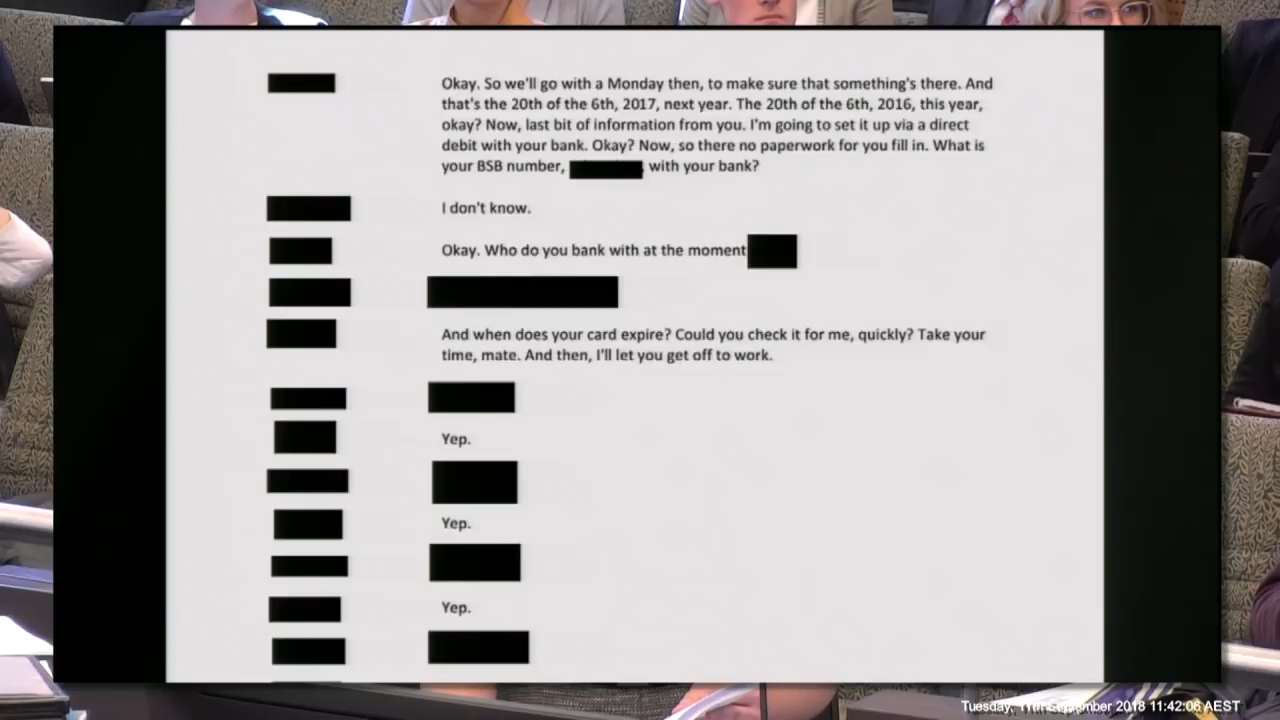 Okay. So we'll go with a Monday then, to make sure that something's there. And
that's the 20th of the 6th, 2017, next year. The 20th of the 6th, 2016, this year,
okay? Now, last bit of information from you. I'm going to set it up via a direct
debit with your bank. Okay? Now, so there no paperwork for you fill in. What is
your BSB number, with your bank?
I don't know.
Okay. Who do you bank with at the moment
And when does your card expire? Could you check it for me, quickly? Take your
time, mate. And then, I'll let you get off to work.
Yep.
Yep.
Yep.
Tuesday, 11th September 2018 11:42:06 AEST